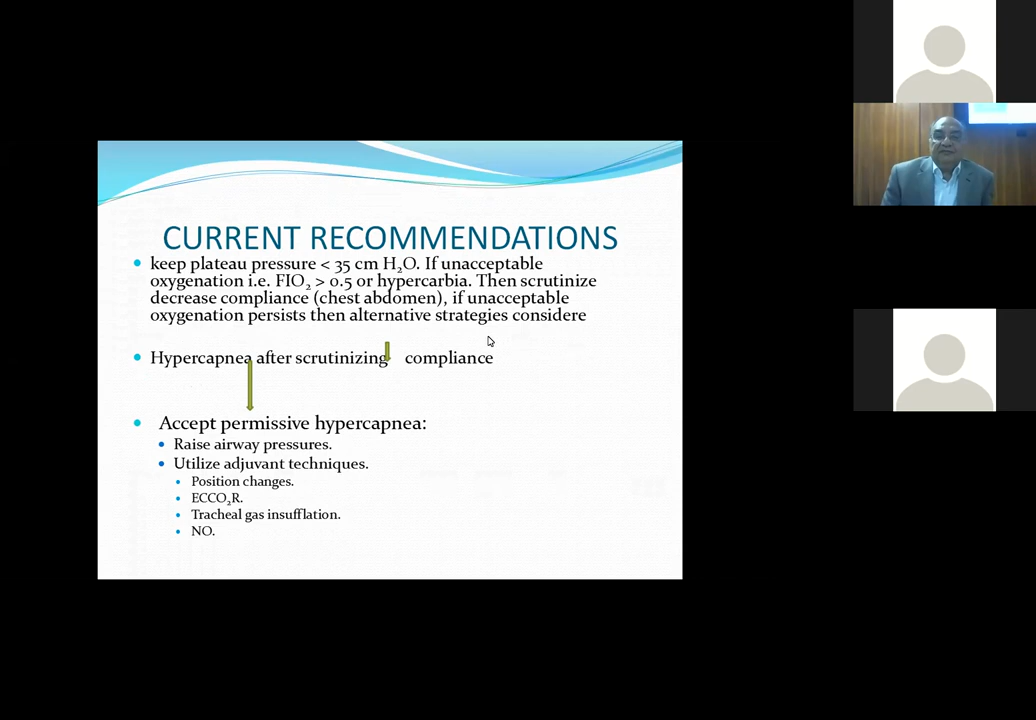 CURRENT RECOMMENDATIONS
• keep plateau pressure < 35 cm H₂O. If unacceptable
oxygenation i.e. FIO₂ > 0.5 or hypercarbia. Then scrutinize
decrease compliance (chest abdomen), if unacceptable
oxygenation persists then alternative strategies considere
• Hypercapnea after scrutinizing compliance
• Accept permissive hypercapnea:
• Raise airway pressures.
• Utilize adjuvant techniques.
• Position changes.
• ECCO₂R.
• Tracheal gas insufflation.
• NO.